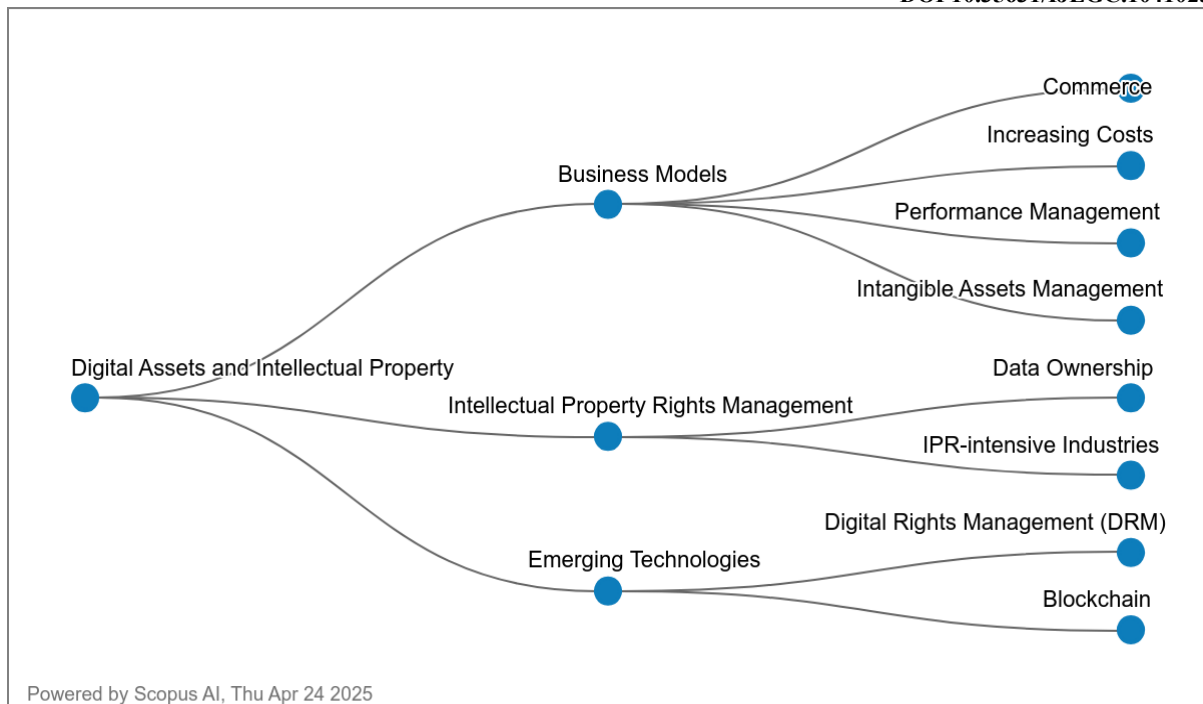 Commerce
Increasing Costs
Business Models
Performance Management
Intangible Assets Management
Digital Assets and Intellectual Property
Data Ownership
Intellectual Property Rights Management
IPR-intensive Industries
Digital Rights Management (DRM)
Emerging Technologies
Blockchain
Powered by Scopus AI, Thu Apr 24 2025